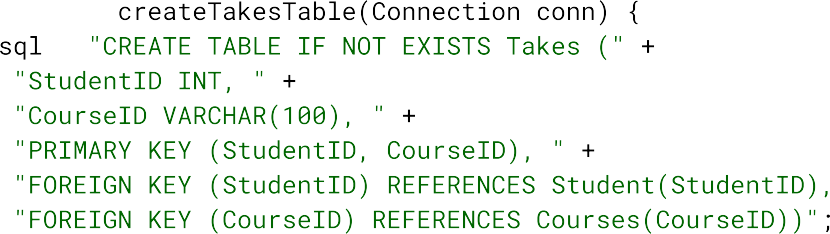 createTakesTable(Connection conn) {
sql "CREATE TABLE IF NOT EXISTS Takes (" +
"StudentID INT, " +
"CourseID VARCHAR(100), " +
"PRIMARY KEY (StudentID, CourseID), " +
"FOREIGN KEY (StudentID) REFERENCES Student(StudentID),
"FOREIGN KEY (CourseID) REFERENCES Courses(CourseID))";